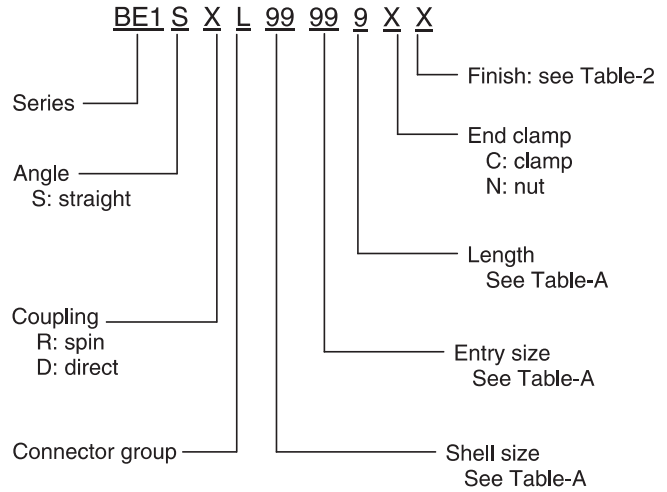 BE1 S X L 99 99 9 X X
Finish: see Table-2
Series
End clamp
C: clamp
N: nut
Angle
S: straight
Length
See Table-A
Coupling
R: spin
D: direct
Entry size
See Table-A
Connector group
Shell size
See Table-A